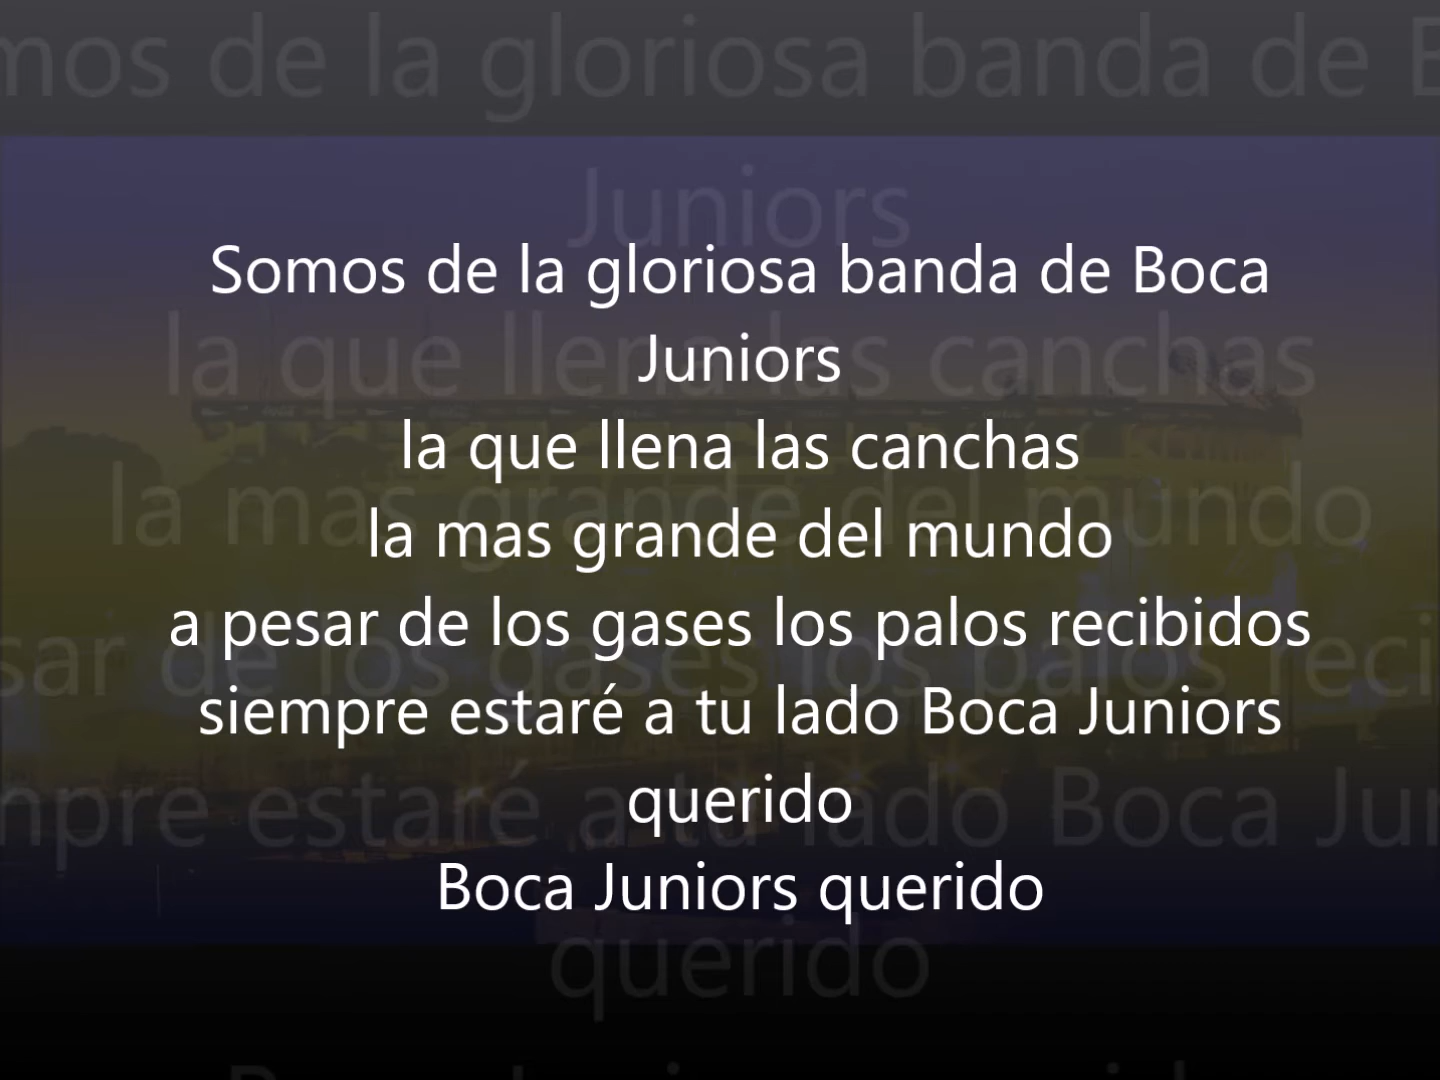 Somos de la gloriosa banda de Boca
Juniors
la que llena las canchas
la mas grande del mundo
a pesar de los gases los palos recibidos
siempre estaré a tu lado Boca Juniors
querido
Boca Juniors querido